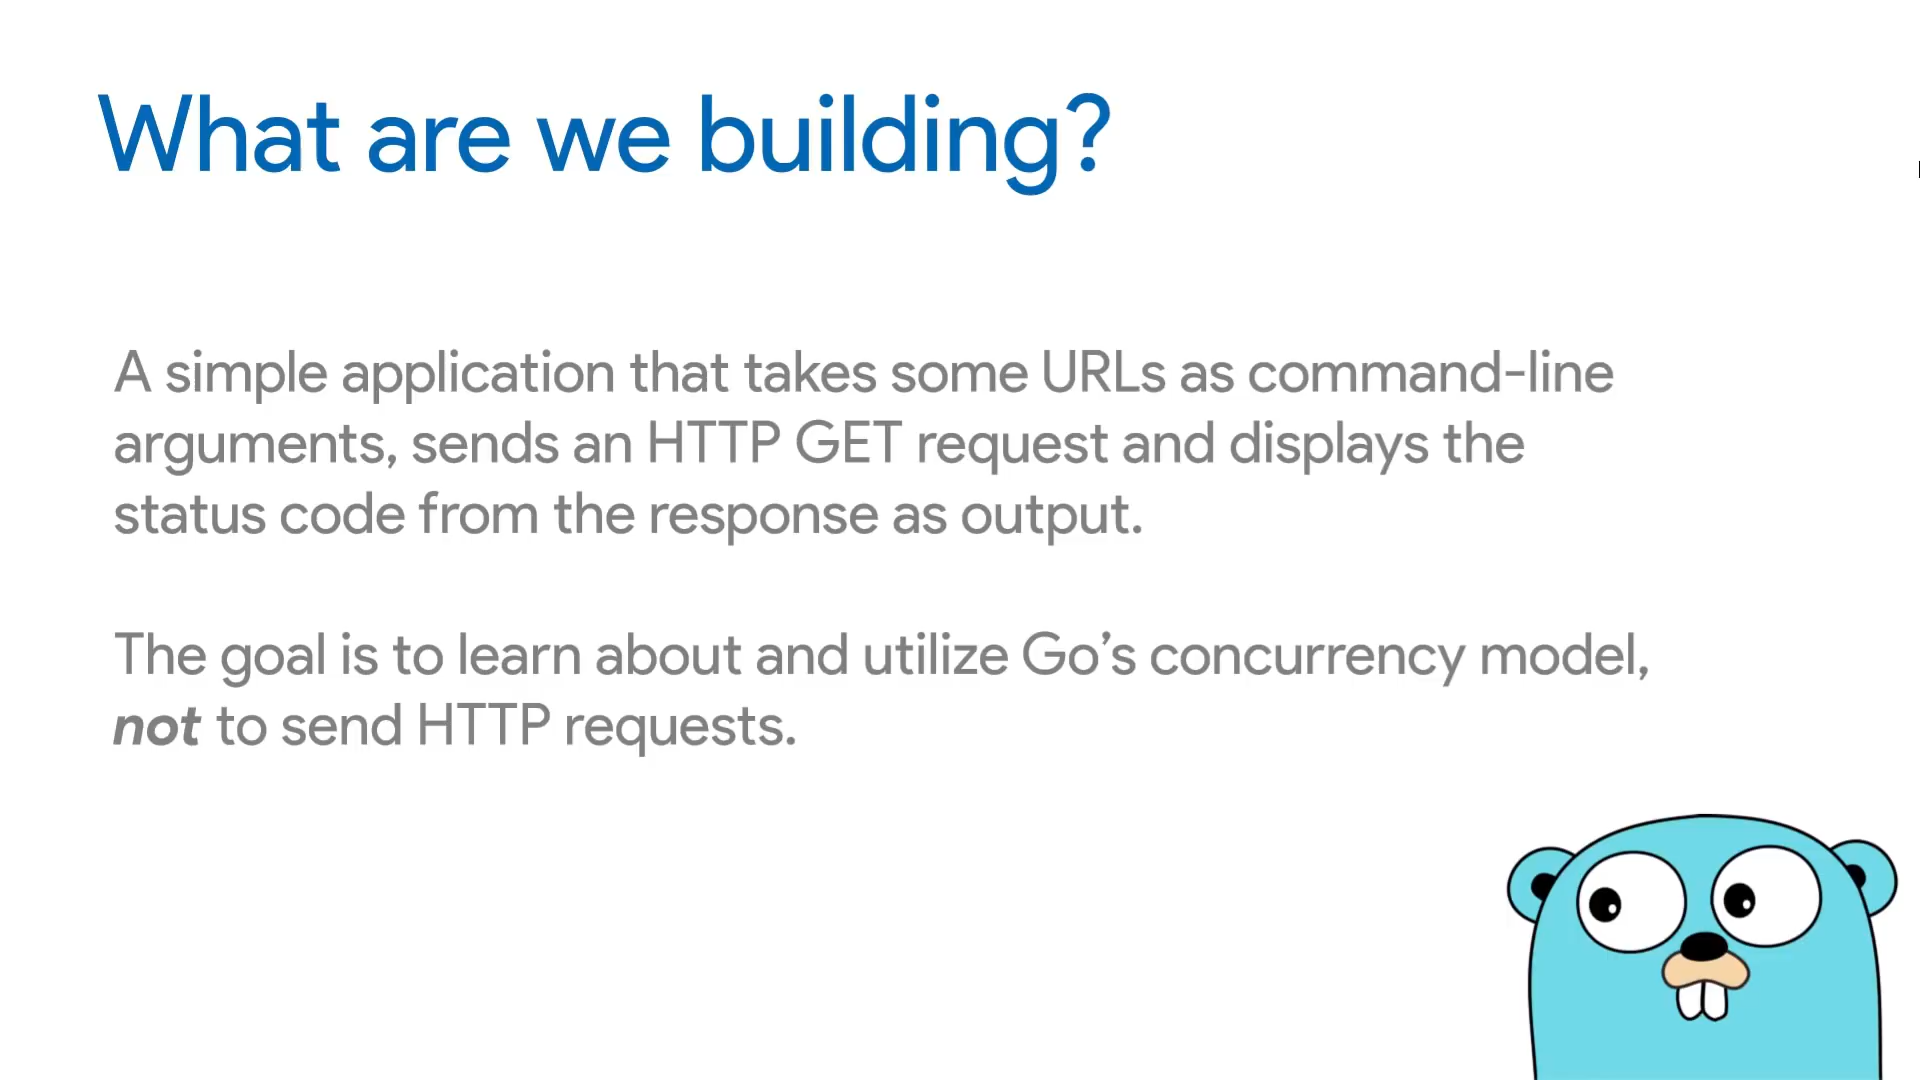 What are we building?
A simple application that takes some URLs as command-line
arguments, sends an HTTP GET request and displays the
status code from the response as output.
The goal is to learn about and utilize Go’s concurrency model,
not to send HTTP requests.